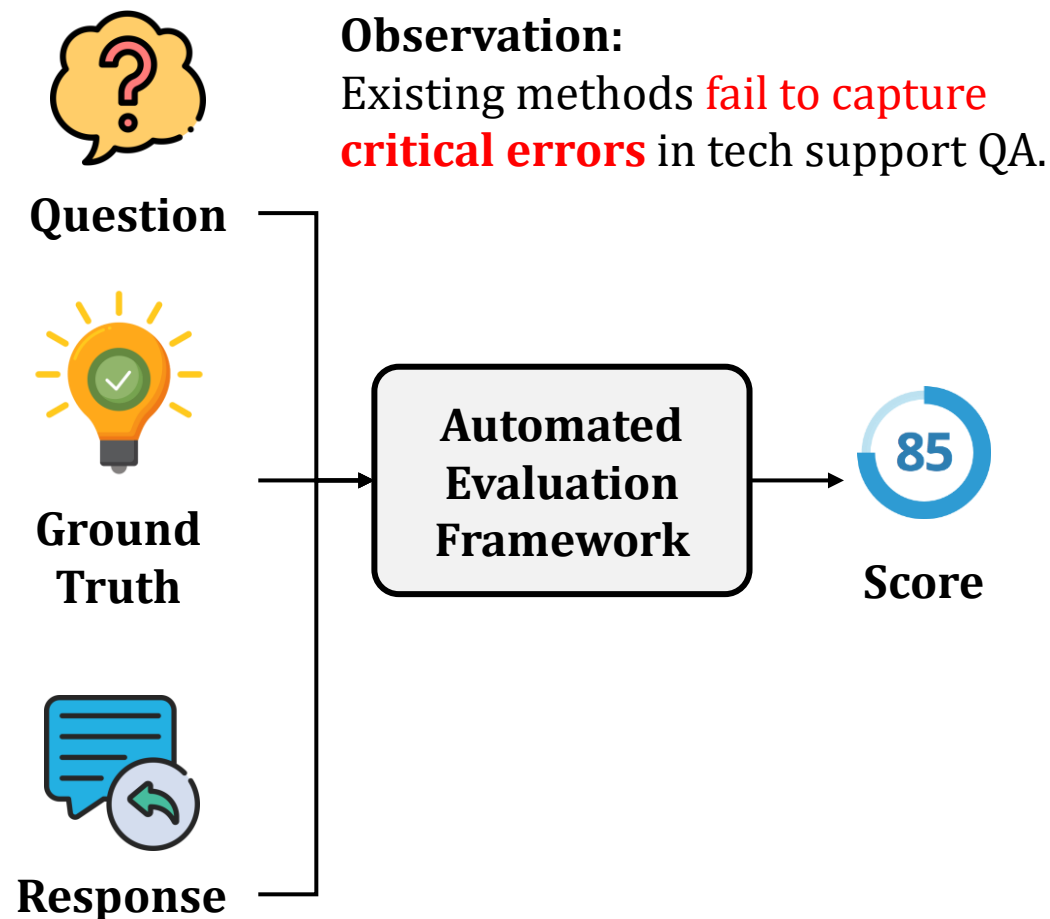 Observation:
Existing methods fail to capture
critical errors in tech support QA.
?
Question
Ground
Truth
Response
Automated
Evaluation
Framework
85
Score